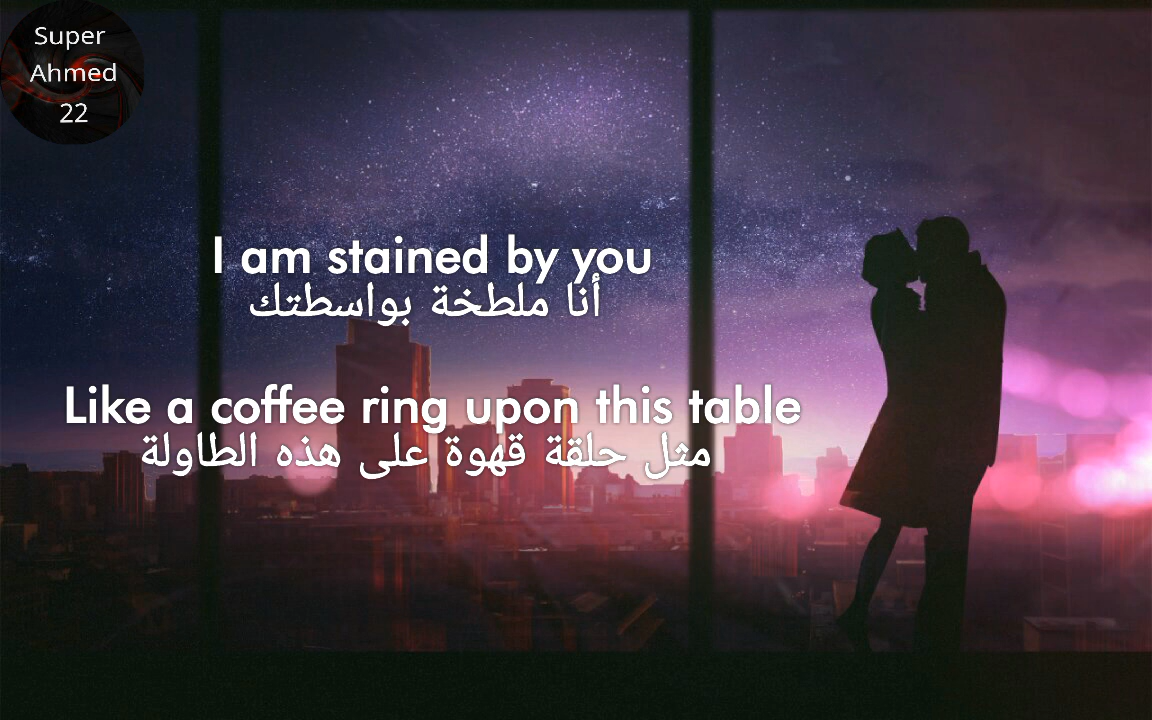 Super
Ahmed
22
I am stained by you
أنا ملطخة بواسطتك
Like a coffee ring upon this table
مثل حلقة قهوة على هذه الطاولة